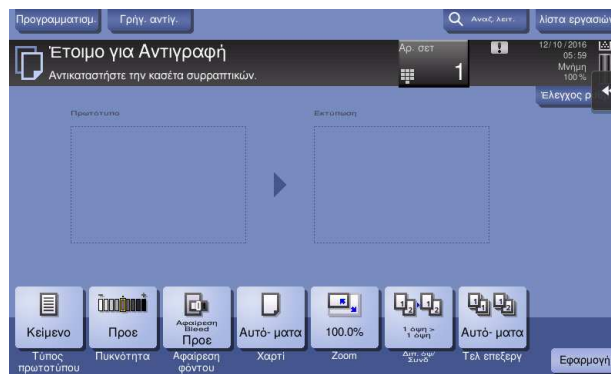 Προγραμματισμ.
Γρήγ. αντίγ.
Αναζ. λειτ.
λίστα εργασιών
Έτοιμο για Αντιγραφή
Αντικαταστήστε την κασέτα συρραπτικών.
Αρ. σετ
1
12/10/2016
05:59
Μνήμη
100%
Έλεγχος ρ
Πρωτότυπο
Εκτύπωση
Κείμενο
Προε
Αφαίρεση
Bleed
Προε
Αυτό- ματα
100.0%
1 όψη >
1 όψη
Αυτό- ματα
Τύπος
πρωτοτύπου
Πυκνότητα
Αφαίρεση
φόντου
Χαρτί
Zoom
Διπ. όψ/
Συνδ
Τελ επεξεργ
Εφαρμογή